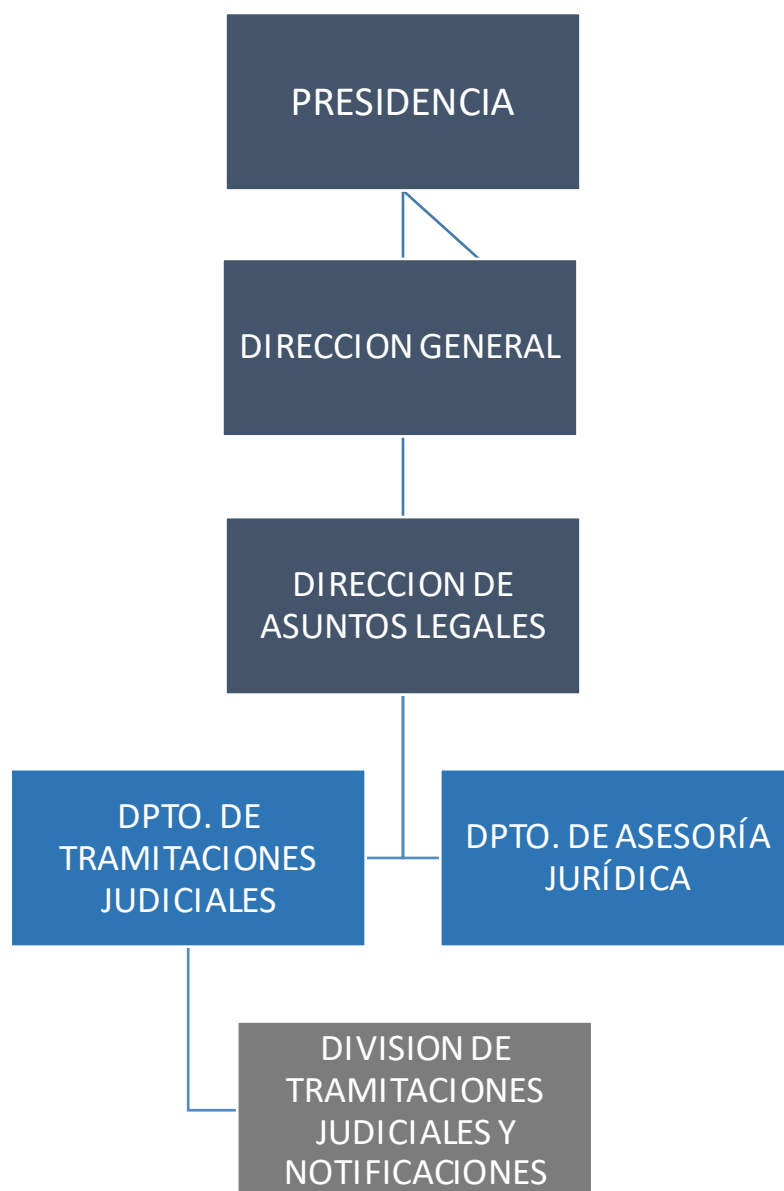 PRESIDENCIA
DIRECCION GENERAL
DIRECCION DE
ASUNTOS LEGALES
DPTO. DE
TRAMITACIONES
JUDICIALES
DPTO. DE ASESORÍA
JURÍDICA
DIVISION DE
TRAMITACIONES
JUDICIALES Y
NOTIFICACIONES